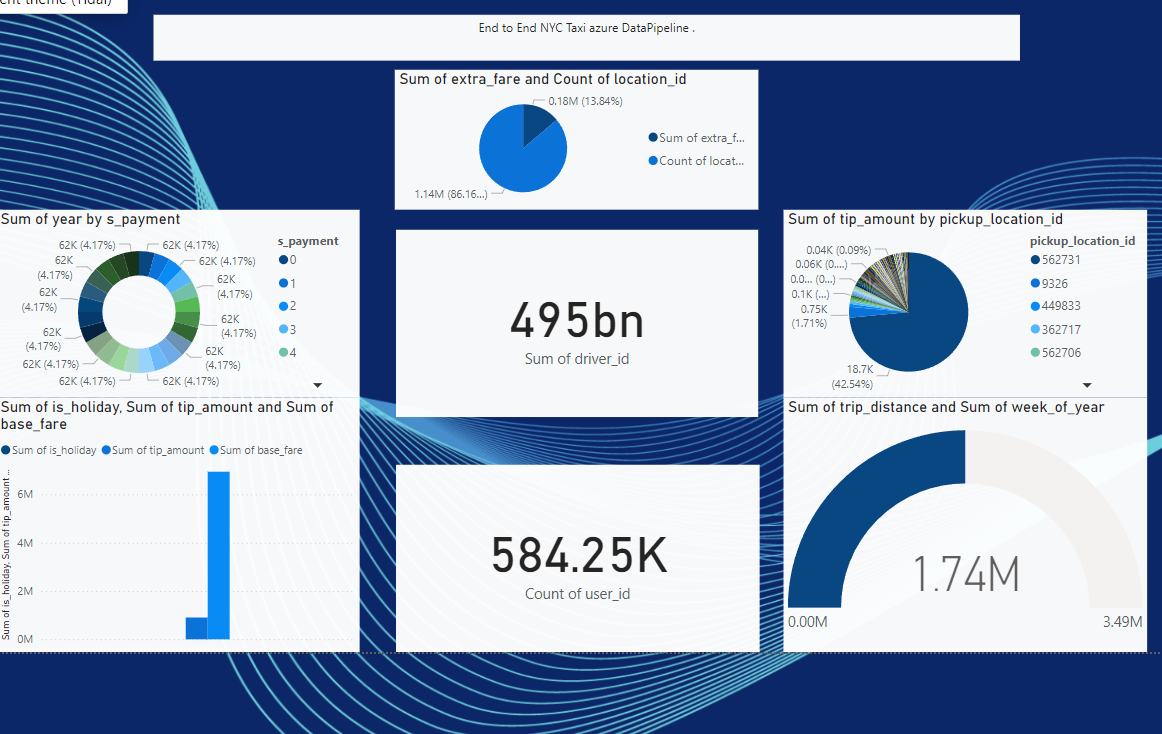 ent theme (Tidal)
End to End NYC Taxi azure DataPipeline .
Sum of extra_fare and Count of location_id
0.18M (13.84%)
Sum of extra_f...
Count of locat...
1.14M (86.16...)
Sum of year by s_payment
62K (4.17%)
62K (4.17%)
62K
(4.17%)
62K (4.17%)
62K
(4.17%)
62K
(4.17%)
62K
(4.17%)
62K
(4.17%)
62K
(4.17%)
62K (4.17%)
62K (4.17%)
62K (4.17%)
s_payment
0
1
2
3
4
495bn
Sum of driver_id
Sum of tip_amount by pickup_location_id
0.04K (0.09%)
0.06K (0....)
0.0... (0...)
0.1K (...)
0.75K
(1.71%)
18.7K
(42.54%)
pickup_location_id
562731
9326
449833
362717
562706
Sum of is_holiday, Sum of tip_amount and Sum of
base_fare
Sum of is_holiday
Sum of tip_amount
Sum of base_fare
Sum of is_holiday, Sum of tip_amount ...
6M
4M
2M
0M
584.25K
Count of user_id
Sum of trip_distance and Sum of week_of_year
1.74M
0.00M
3.49M